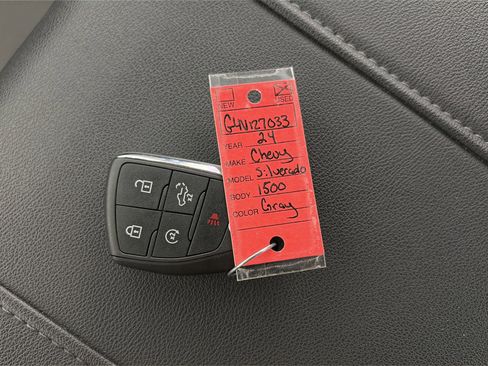 NEW USED
G4V127033
YEAR 24
MAKE Chevy
MODEL Silverado
BODY 1500
COLOR Gray